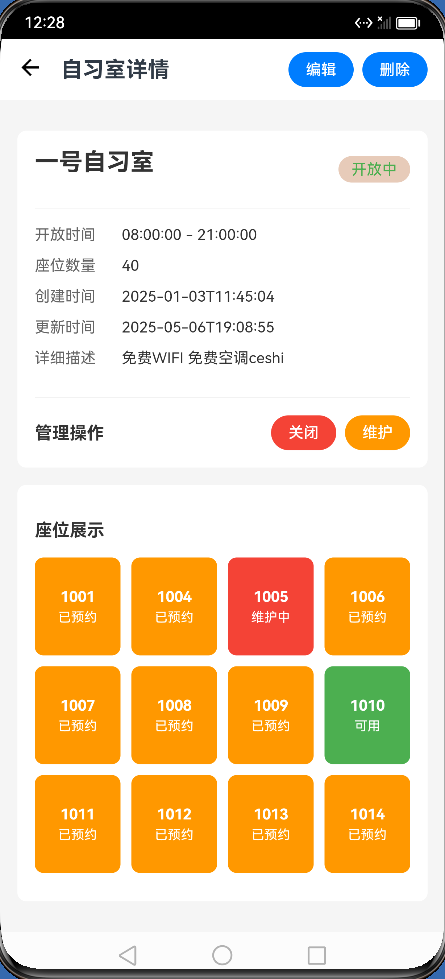 12:28
自习室详情 编辑 删除
一号自习室 开放中
开放时间 08:00:00 - 21:00:00
座位数量 40
创建时间 2025-01-03T11:45:04
更新时间 2025-05-06T19:08:55
详细描述 免费WIFI 免费空调ceshi
管理操作 关闭 维护
座位展示
1001 1004 1005 1006
已预约 已预约 维护中 已预约
1007 1008 1009 1010
已预约 已预约 已预约 可用
1011 1012 1013 1014
已预约 已预约 已预约 已预约